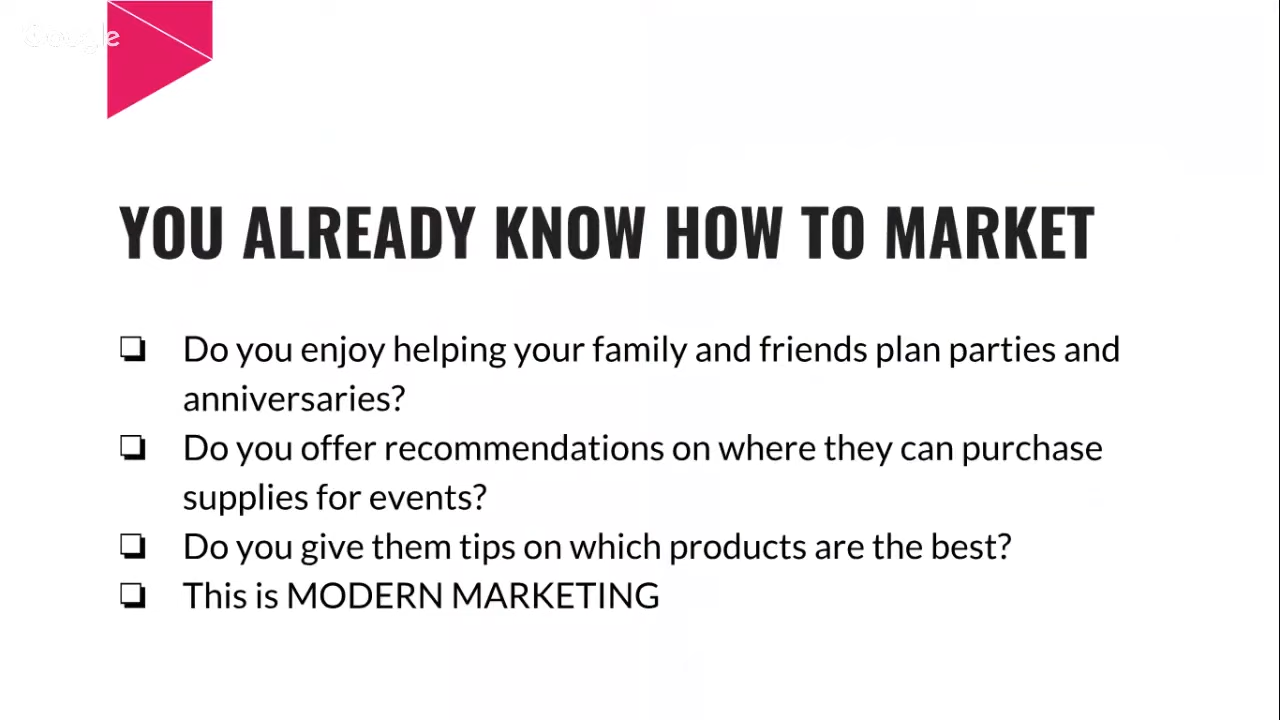 Google
YOU ALREADY KNOW HOW TO MARKET
Do you enjoy helping your family and friends plan parties and
anniversaries?
Do you offer recommendations on where they can purchase
supplies for events?
Do you give them tips on which products are the best?
This is MODERN MARKETING